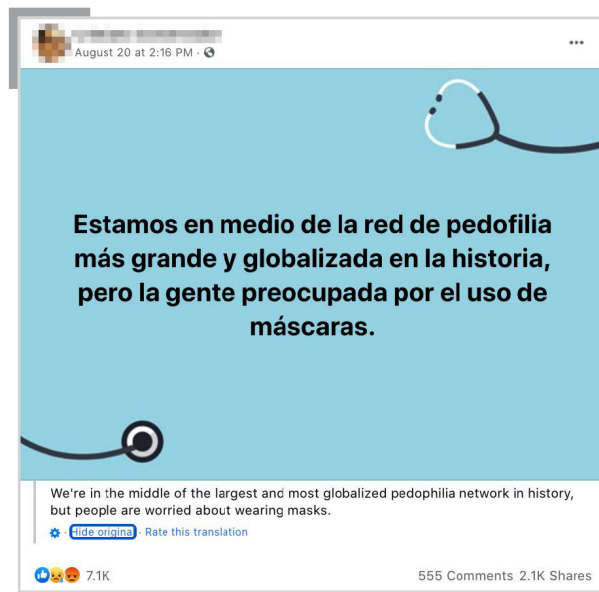 August 20 at 2:16 PM ·
Estamos en medio de la red de pedofilia
más grande y globalizada en la historia,
pero la gente preocupada por el uso de
máscaras.
We're in the middle of the largest and most globalized pedophilia network in history,
but people are worried about wearing masks.
· Hide original · Rate this translation
7.1K 555 Comments 2.1K Shares